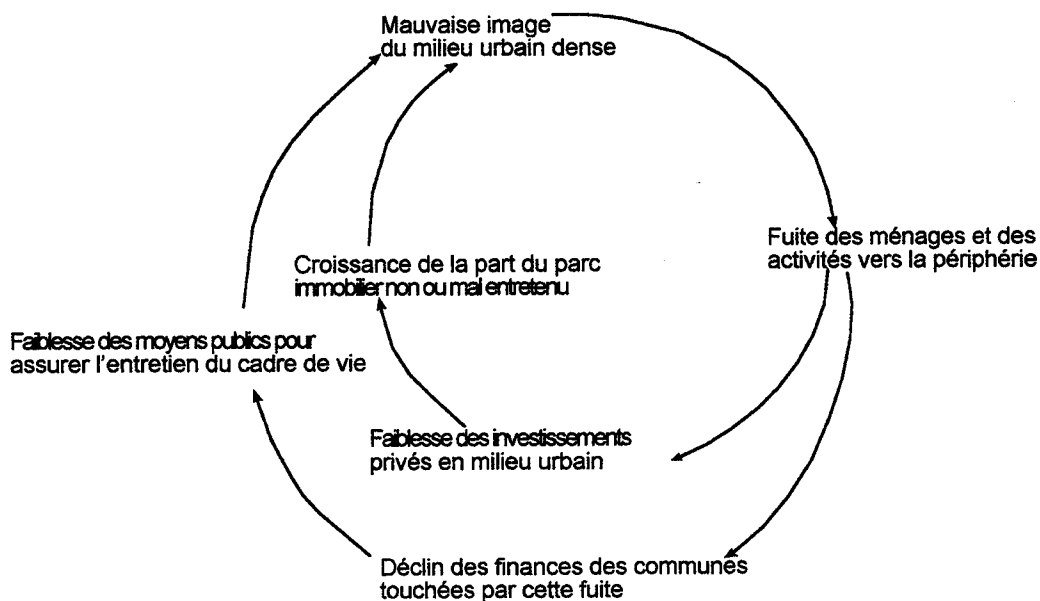 Mauvaise image
du milieu urbain dense
Fuite des ménages et des
activités vers la périphérie
Croissance de la part du parc
immobilier non ou mal entretenu
Faiblesse des moyens publics pour
assurer l'entretien du cadre de vie
Faiblesse des investissements
privés en milieu urbain
Déclin des finances des communes
touchées par cette fuite